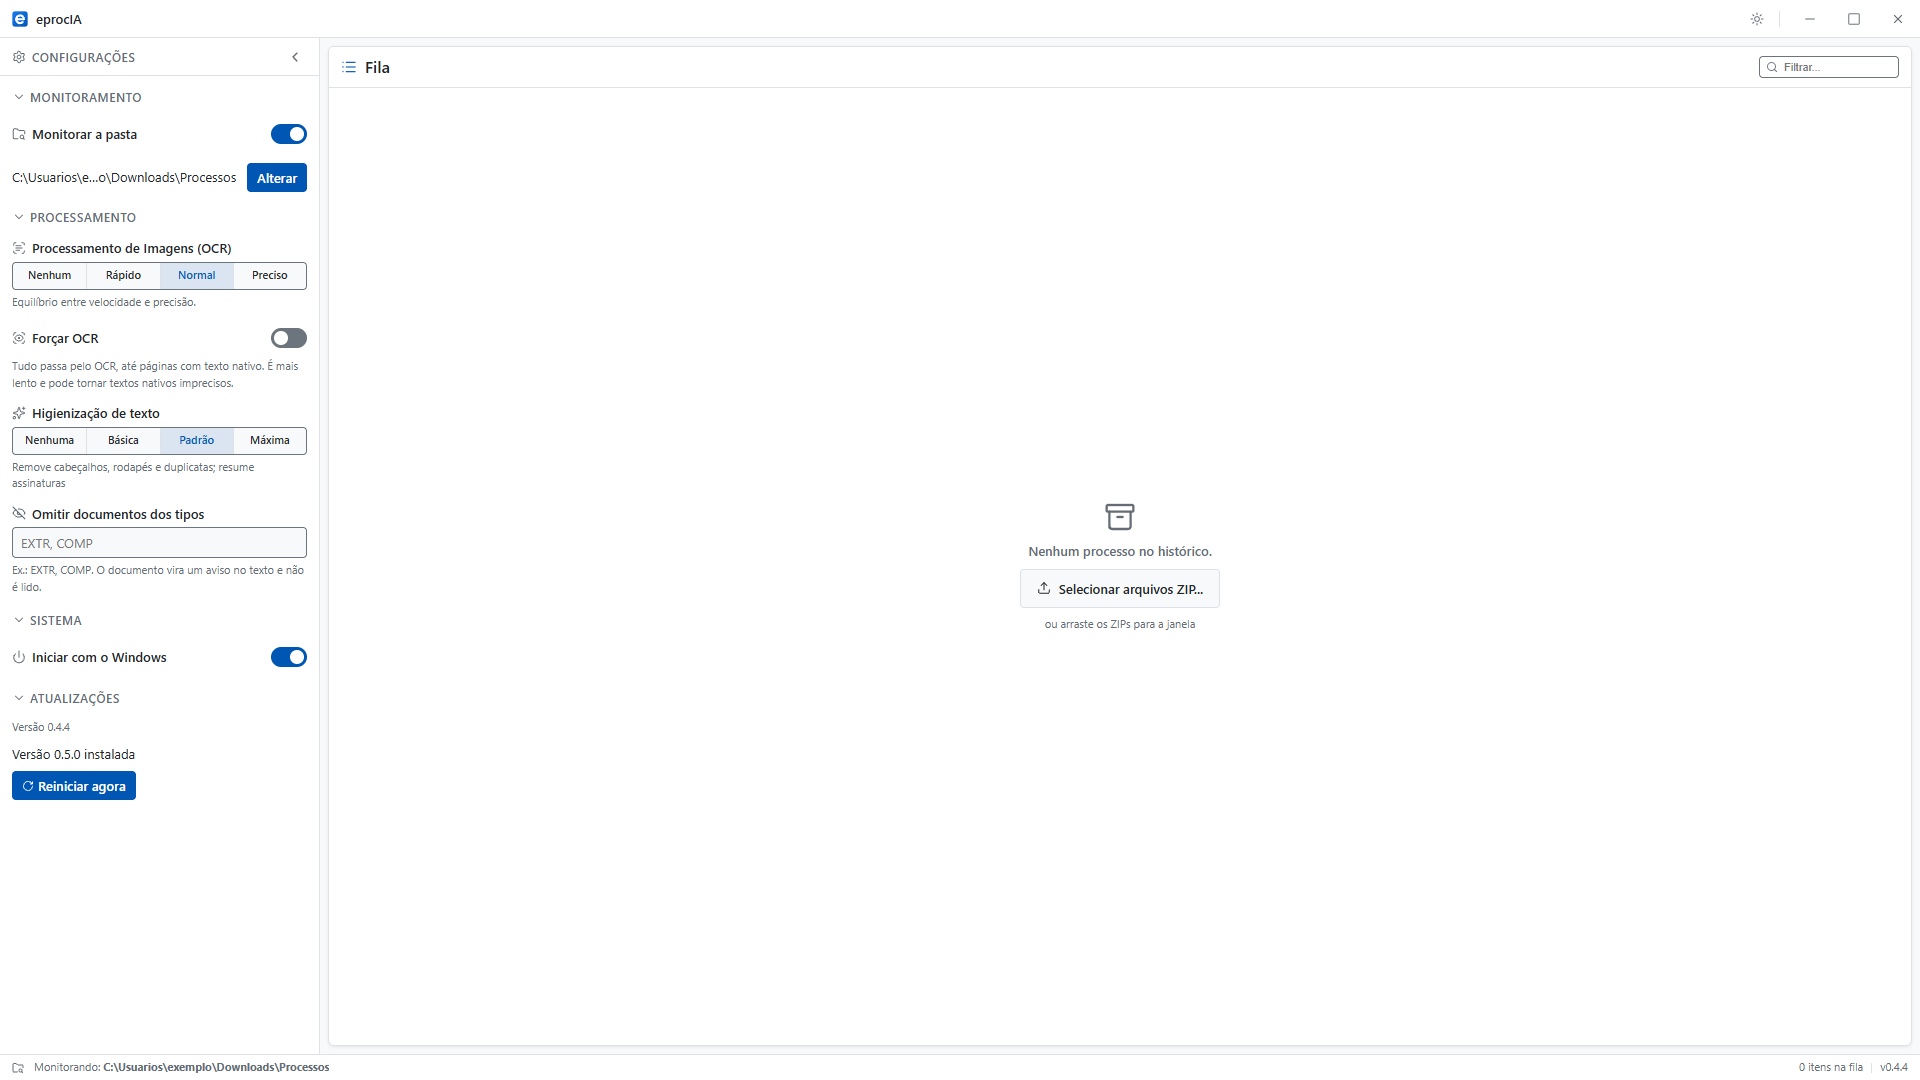 eprocIA
CONFIGURAÇÕES
MONITORAMENTO
Monitorar a pasta
C:\Usuarios\e...o\Downloads\Processos
Alterar
PROCESSAMENTO
Processamento de Imagens (OCR)
Nenhum Rápido Normal Preciso
Equilíbrio entre velocidade e precisão.
Forçar OCR
Tudo passa pelo OCR, até páginas com texto nativo. É mais
lento e pode tornar textos nativos imprecisos.
Higienização de texto
Nenhuma Básica Padrão Máxima
Remove cabeçalhos, rodapés e duplicatas; resume
assinaturas
Omitir documentos dos tipos
EXTR, COMP
Ex.: EXTR, COMP. O documento vira um aviso no texto e não
é lido.
SISTEMA
Iniciar com o Windows
ATUALIZAÇÕES
Versão 0.4.4
Versão 0.5.0 instalada
Reiniciar agora
Fila
Filtrar...
Nenhum processo no histórico.
Selecionar arquivos ZIP...
ou arraste os ZIPs para a janela
Monitorando: C:\Usuarios\exemplo\Downloads\Processos
0 itens na fila
v0.4.4